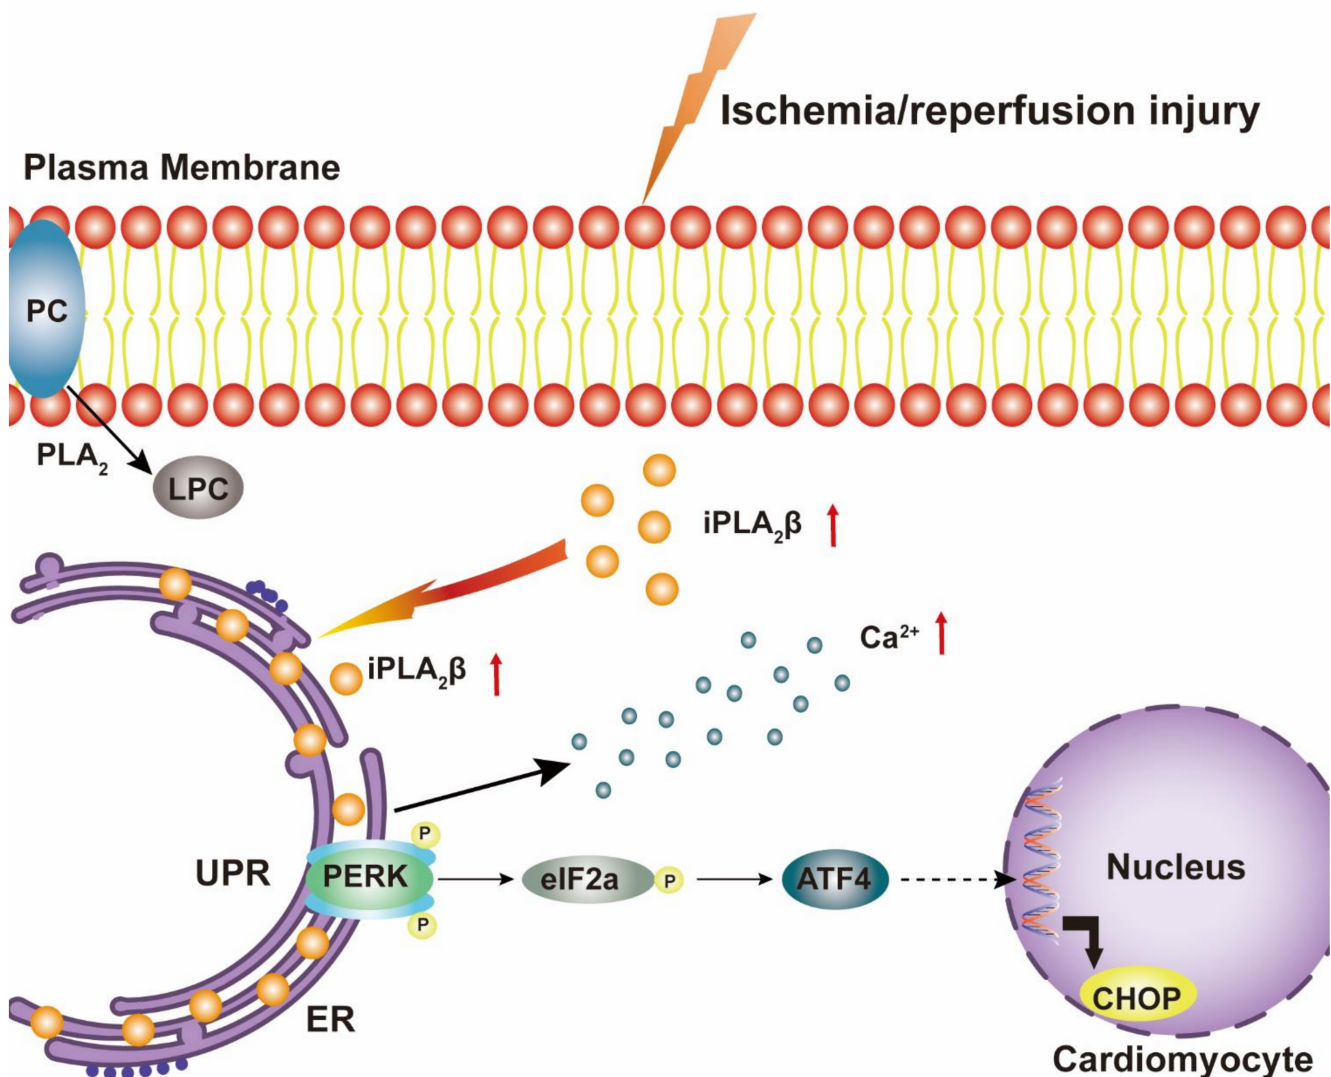 Ischemia/reperfusion injury
Plasma Membrane
PC
PLA₂
LPC
iPLA₂β
Ca²⁺
iPLA₂β
P
UPR
PERK
eIF2a
P
ATF4
Nucleus
P
CHOP
ER
Cardiomyocyte